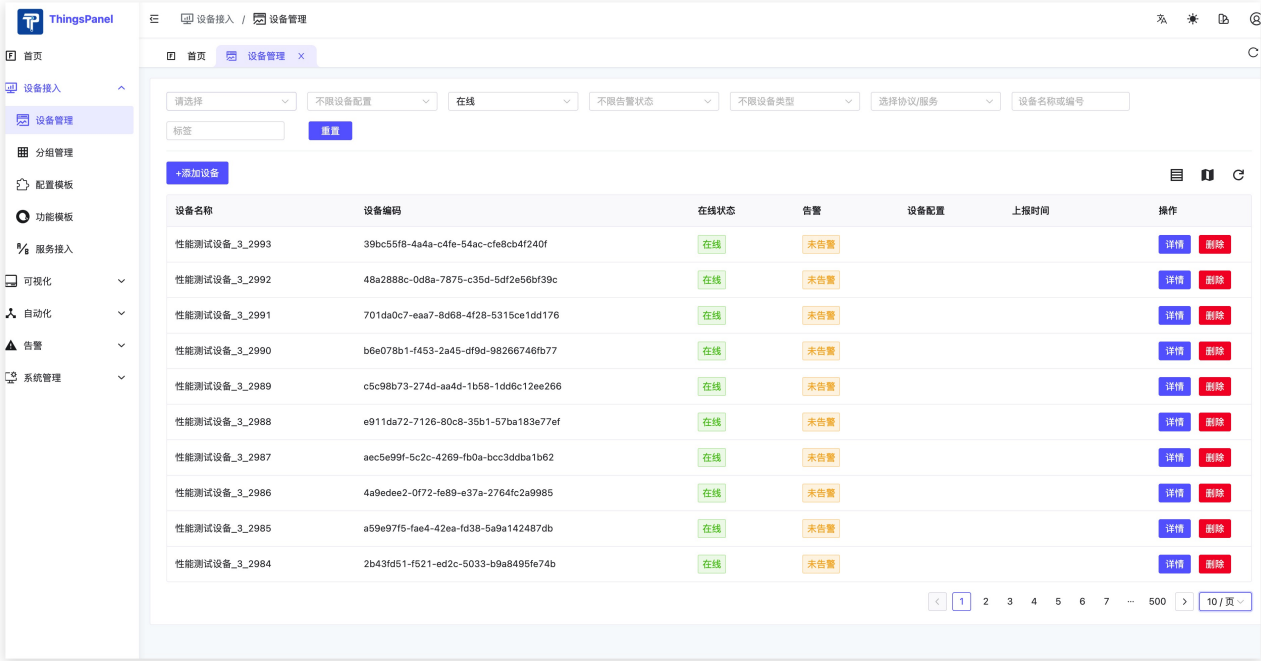 ThingsPanel
设备接入 / 设备管理
首页
设备接入
设备管理
分组管理
配置模板
功能模板
服务接入
可视化
自动化
告警
系统管理
首页 设备管理 ×
请选择 不限设备配置 在线 不限告警状态 不限设备类型 选择协议/服务 设备名称或编号
标签 重置
+添加设备
设备名称 设备编码 在线状态 告警 设备配置 上报时间 操作
性能测试设备_3_2993 39bc55f8-4a4a-c4fe-54ac-cfe8cb4f240f 在线 未告警 详情 删除
性能测试设备_3_2992 48a2888c-0d8a-7875-c35d-5df2e56bf39c 在线 未告警 详情 删除
性能测试设备_3_2991 701da0c7-eaa7-8d68-4f28-5315ce1dd176 在线 未告警 详情 删除
性能测试设备_3_2990 b6e078b1-f453-2a45-df9d-98266746fb77 在线 未告警 详情 删除
性能测试设备_3_2989 c5c98b73-274d-aa4d-1b58-1dd6c12ee266 在线 未告警 详情 删除
性能测试设备_3_2988 e911da72-7126-80c8-35b1-57ba183e77ef 在线 未告警 详情 删除
性能测试设备_3_2987 aec5e99f-5c2c-4269-fb0a-bcc3ddba1b62 在线 未告警 详情 删除
性能测试设备_3_2986 4a9edee2-0f72-fe89-e37a-2764fc2a9985 在线 未告警 详情 删除
性能测试设备_3_2985 a59e97f5-fae4-42ea-fd38-5a9a142487db 在线 未告警 详情 删除
性能测试设备_3_2984 2b43fd51-f521-ed2c-5033-b9a8495fe74b 在线 未告警 详情 删除
1 2 3 4 5 6 7 ... 500 10 / 页